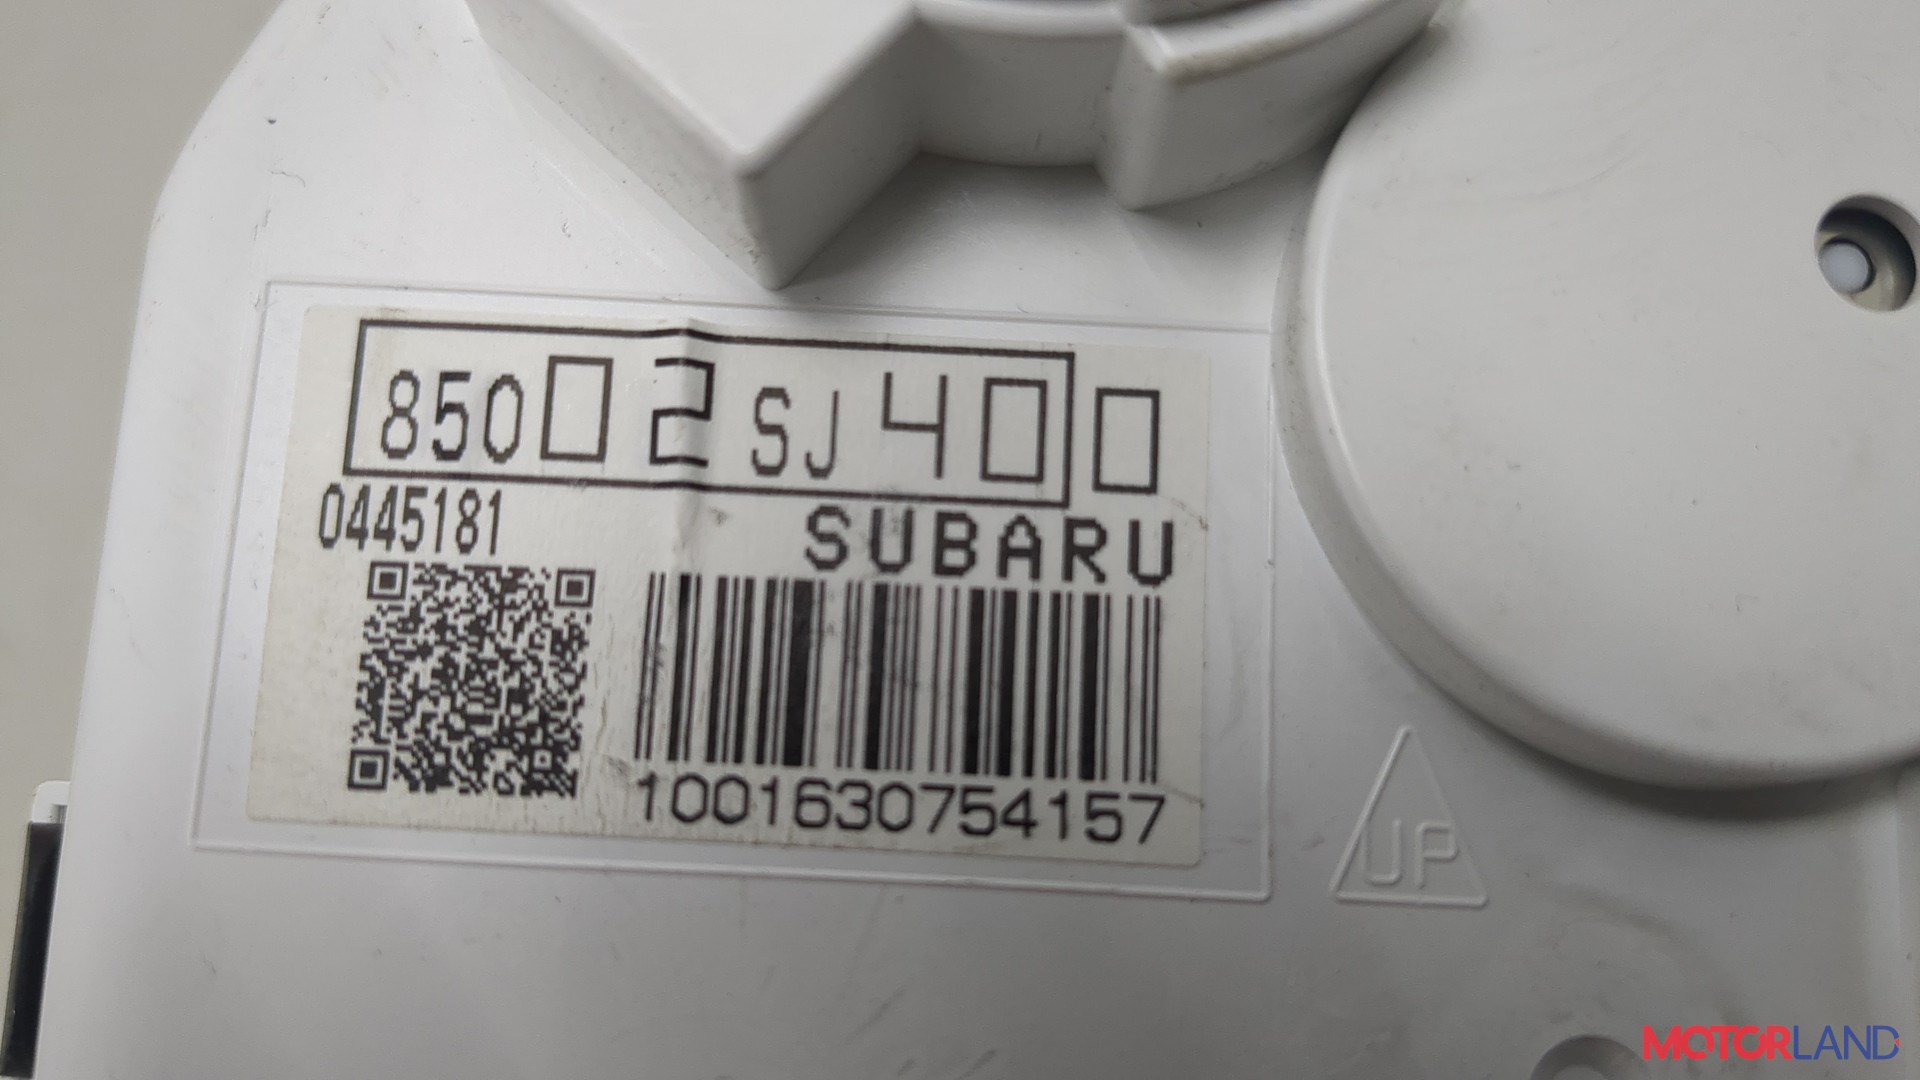 85002SJ400
0445181
SUBARU
1001630754157
UP
MOTORLAND